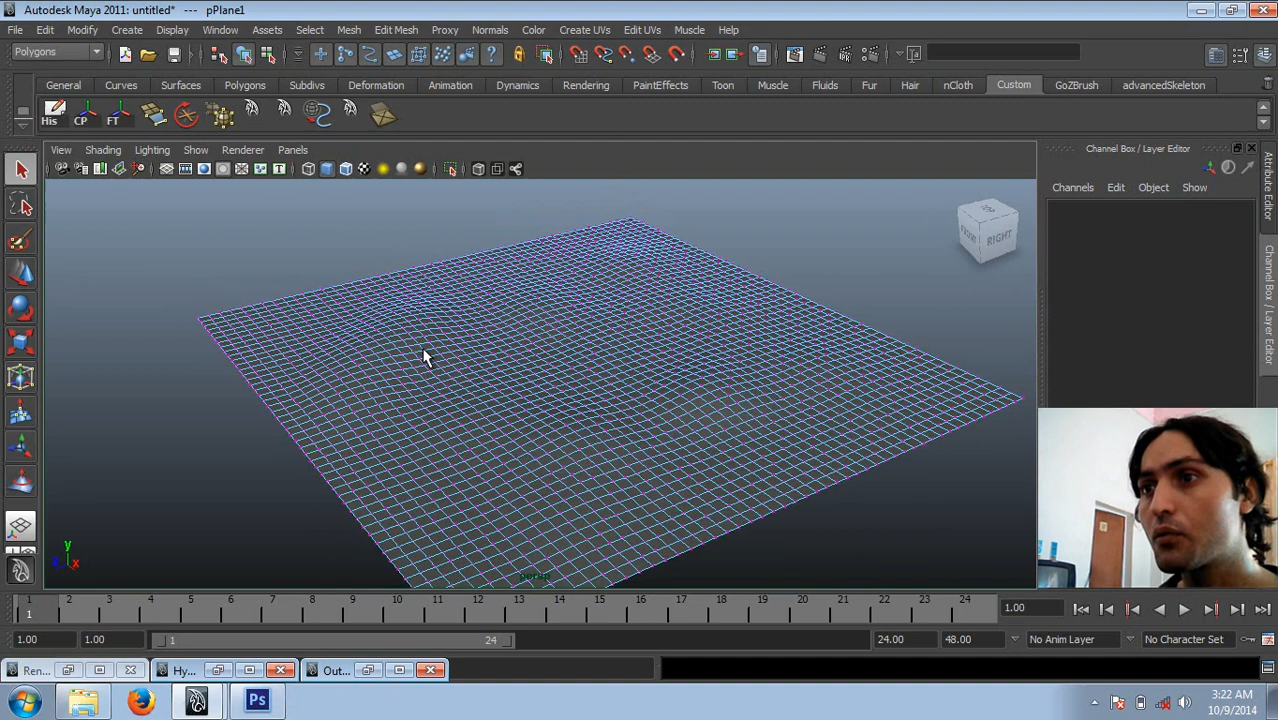 Autodesk Maya 2011: untitled* --- pPlane1
File Edit Modify Create Display Window Assets Select Mesh Edit Mesh Proxy Normals Color Create UVs Edit UVs Muscle Help
Polygons
General Curves Surfaces Polygons Subdivs Deformation Animation Dynamics Rendering PaintEffects Toon Muscle Fluids Fur Hair nCloth Custom GoZBrush advancedSkeleton
His CP FT
View Shading Lighting Show Renderer Panels
Channel Box / Layer Editor
Channels Edit Object Show
Attribute Editor
Channel Box / Layer Editor
TOP
FRONT RIGHT
y
x
persp
1 2 3 4 5 6 7 8 9 10 11 12 13 14 15 16 17 18 19 20 21 22 23 24
1
1.00
1.00 1.00 1 24 24.00 48.00 No Anim Layer No Character Set
Ren... Hy... Out...
Ps
3:22 AM
10/9/2014